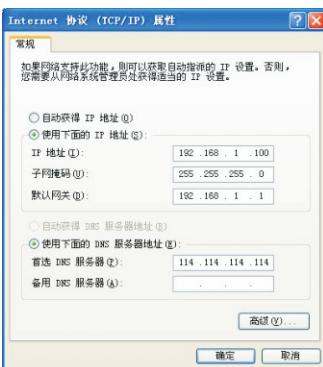 Internet 协议 (TCP/IP) 属性
常规
如果网络支持此功能，则可以获取自动指派的 IP 设置。否则，
您需要从网络系统管理员处获得适当的 IP 设置。
自动获得 IP 地址(O)
使用下面的 IP 地址(S):
IP 地址(I): 192 .168 . 1 .100
子网掩码(U): 255 .255 .255 . 0
默认网关(D): 192 .168 . 1 . 1
自动获得 DNS 服务器地址(B)
使用下面的 DNS 服务器地址(E):
首选 DNS 服务器(P): 114 .114 .114 .114
备用 DNS 服务器(A): . . .
高级(V)...
确定 取消